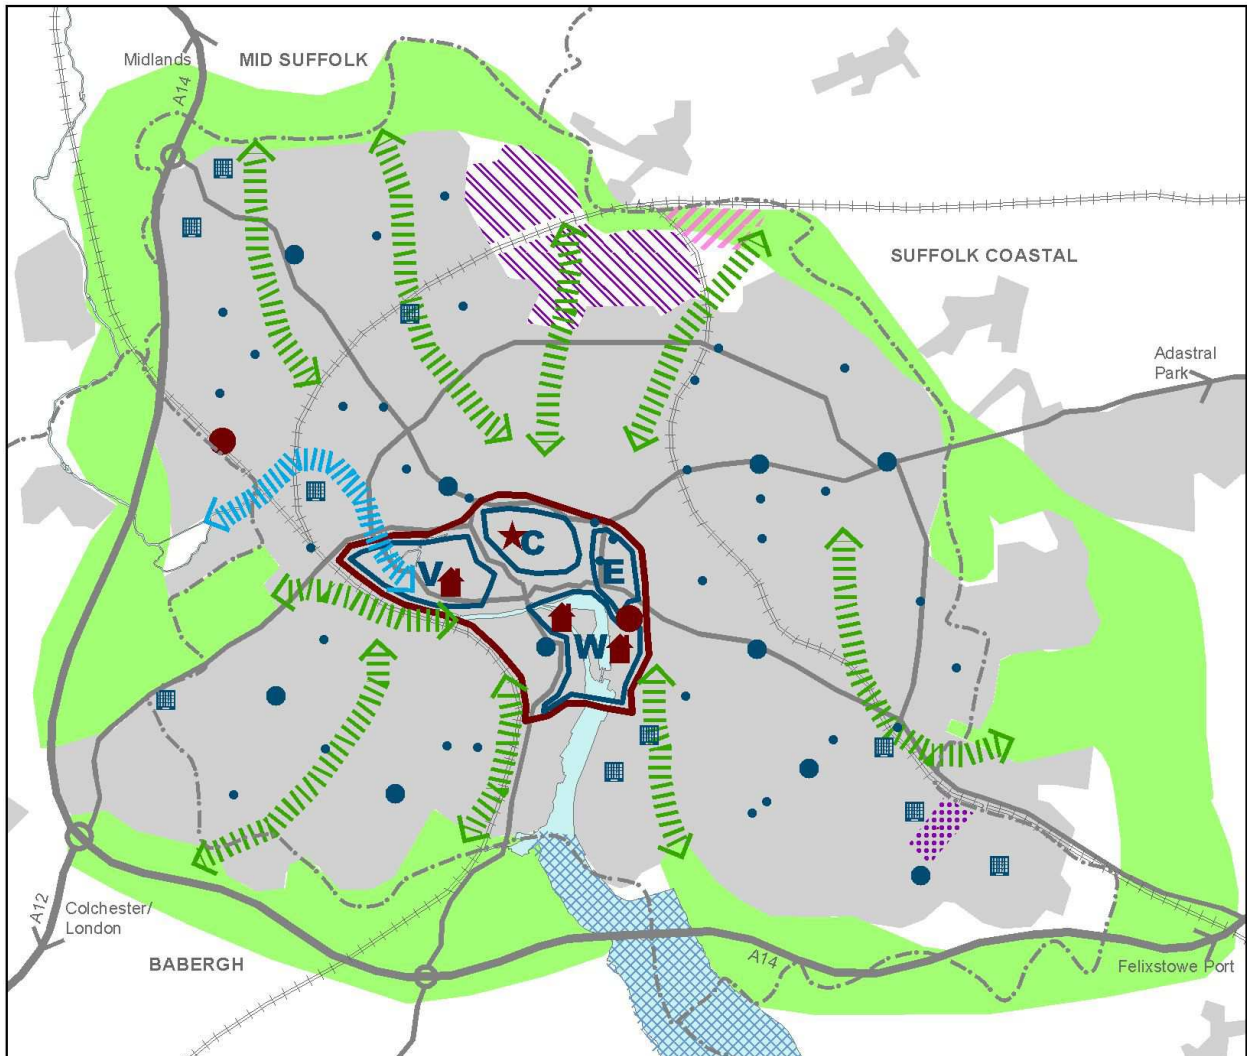 Midlands
MID SUFFOLK
A14
SUFFOLK COASTAL
Adastral
Park
C
V
E
W
A12
Colchester/
London
BABERGH
A14
Felixstowe Port